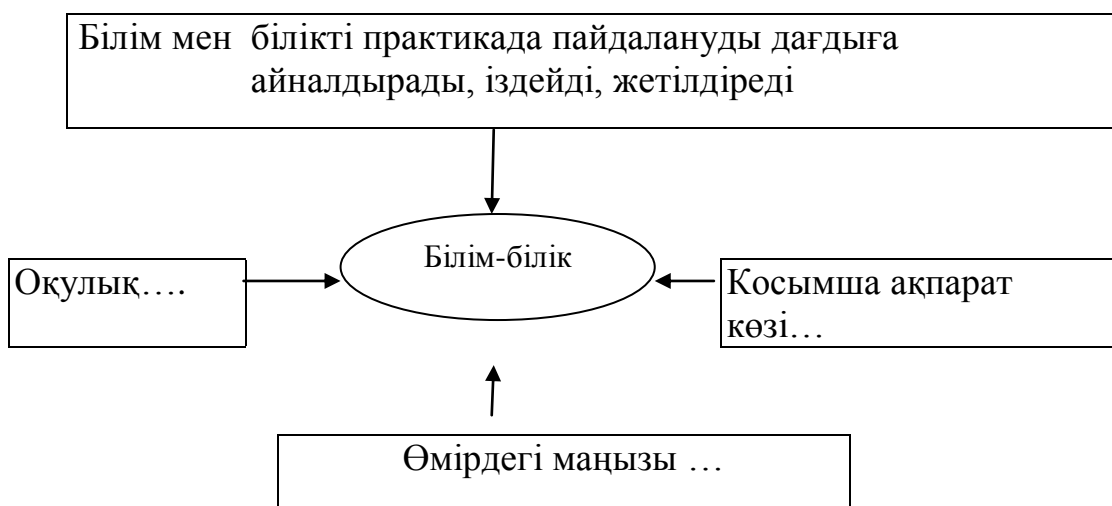 Білім мен білікті практикада пайдалануды дағдыға
айналдырады, іздейді, жетілдіреді
Білім-білік
Оқулық….
Косымша ақпарат
көзі…
Өмірдегі маңызы …